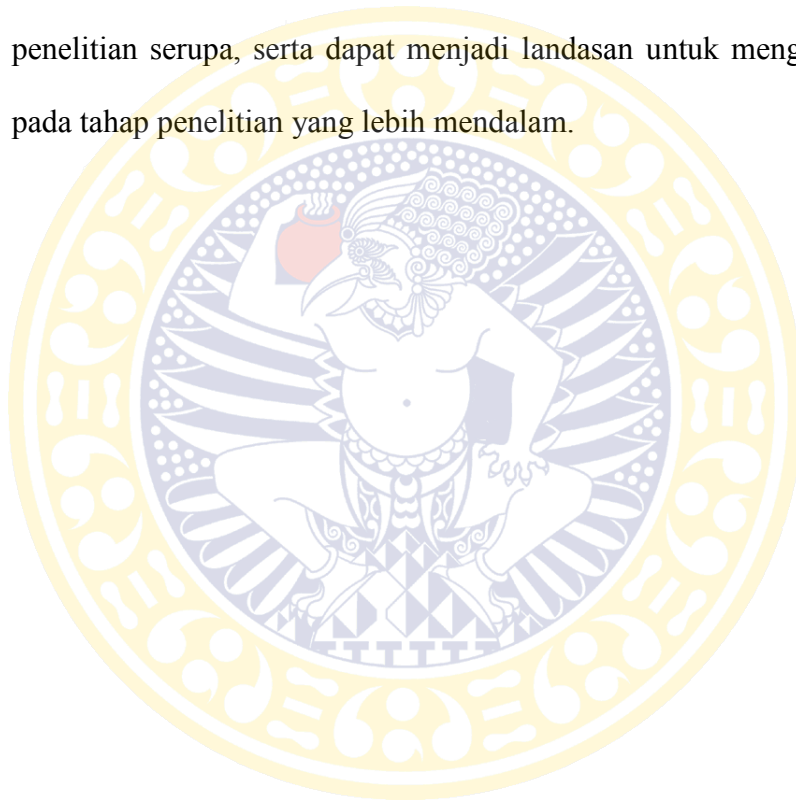 penelitian serupa, serta dapat menjadi landasan untuk meng
pada tahap penelitian yang lebih mendalam.